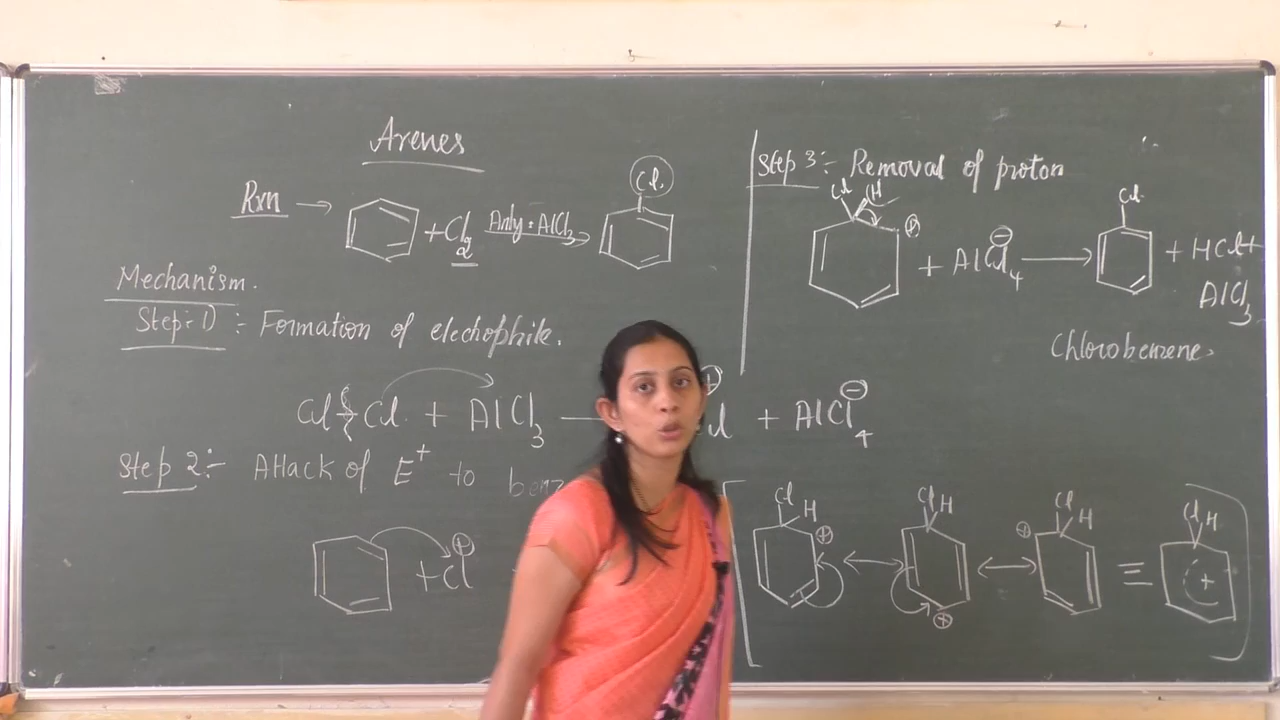 Arenes
Rxn → + Cl2 Anhy: AlCl3 → Cl
Mechanism.
Step:- 1) :- Formation of electrophile.
Cl Cl + AlCl3 — l⊕ + AlCl4⊖
Step 2:- Attack of E+ to benz
+ Cl⊕
Cl H ⊕ ↔ Cl H ⊕ ↔ ⊕ Cl H ≡ Cl H +
Step 3:- Removal of proton
Cl H ⊕ + AlCl4⊖ → Cl + HCl +
AlCl3
Chlorobenzene.